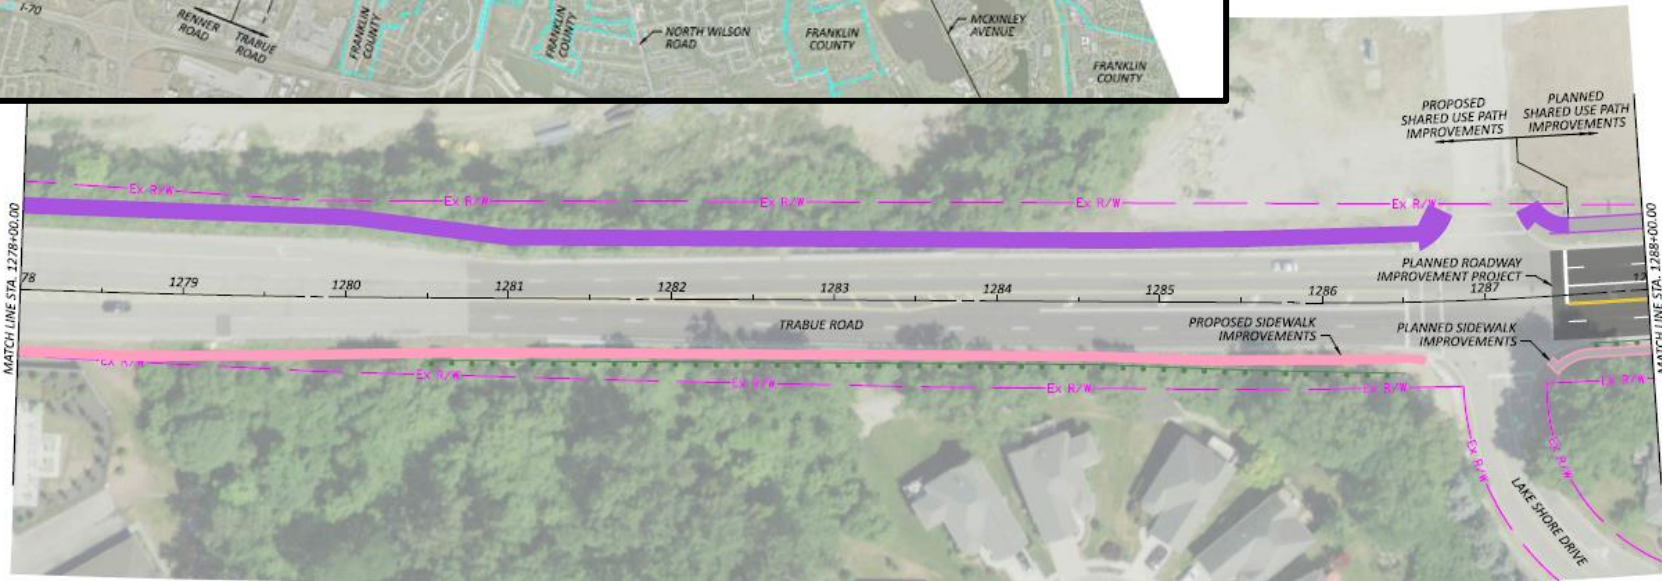 I-70
RENNER
ROAD
TRABUE
ROAD
FRANKLIN
COUNTY
FRANKLIN
COUNTY
NORTH WILSON
ROAD
FRANKLIN
COUNTY
MCKINLEY
AVENUE
FRANKLIN
COUNTY
PROPOSED
SHARED USE PATH
IMPROVEMENTS
PLANNED
SHARED USE PATH
IMPROVEMENTS
MATCH LINE STA. 1278+00.00
Ex R/W
Ex R/W
Ex R/W
Ex R/W
Ex R/W
MATCH LINE STA. 1288+00.00
PLANNED ROADWAY
IMPROVEMENT PROJECT
78
1279
1280
1281
1282
1283
1284
1285
1286
1287
12
TRABUE ROAD
PROPOSED SIDEWALK
IMPROVEMENTS
PLANNED SIDEWALK
IMPROVEMENTS
Ex R/W
Ex R/W
Ex R/W
Ex R/W
Ex R/W
Ex R/W
Ex R/W
Ex R/W
LAKE SHORE DRIVE